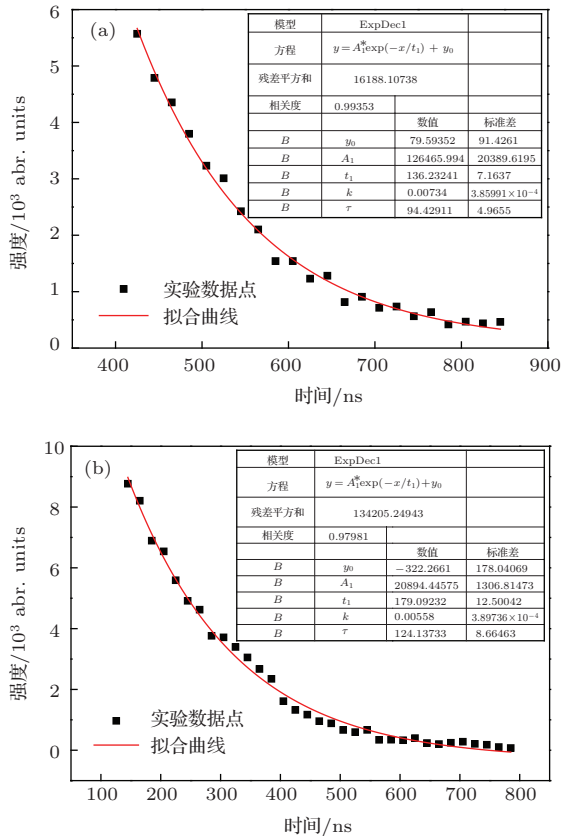 (a)
模型 ExpDec1
方程 y = A₁*exp(−x/t₁) + y₀
残差平方和 16188.10738
相关度 0.99353
数值 标准差
B y₀ 79.59352 91.4261
B A₁ 126465.994 20389.6195
B t₁ 136.23241 7.1637
B k 0.00734 3.85991×10⁻⁴
B τ 94.42911 4.9655
强度/10³ abr. units
6
5
4
3
2
1
0
实验数据点
拟合曲线
400 500 600 700 800 900
时间/ns
(b)
模型 ExpDec1
方程 y = A₁*exp(−x/t₁)+y₀
残差平方和 134205.24943
相关度 0.97981
数值 标准差
B y₀ −322.2661 178.04069
B A₁ 20894.44575 1306.81473
B t₁ 179.09232 12.50042
B k 0.00558 3.89736×10⁻⁴
B τ 124.13733 8.66463
强度/10³ abr. units
10
8
6
4
2
0
实验数据点
拟合曲线
100 200 300 400 500 600 700 800
时间/ns